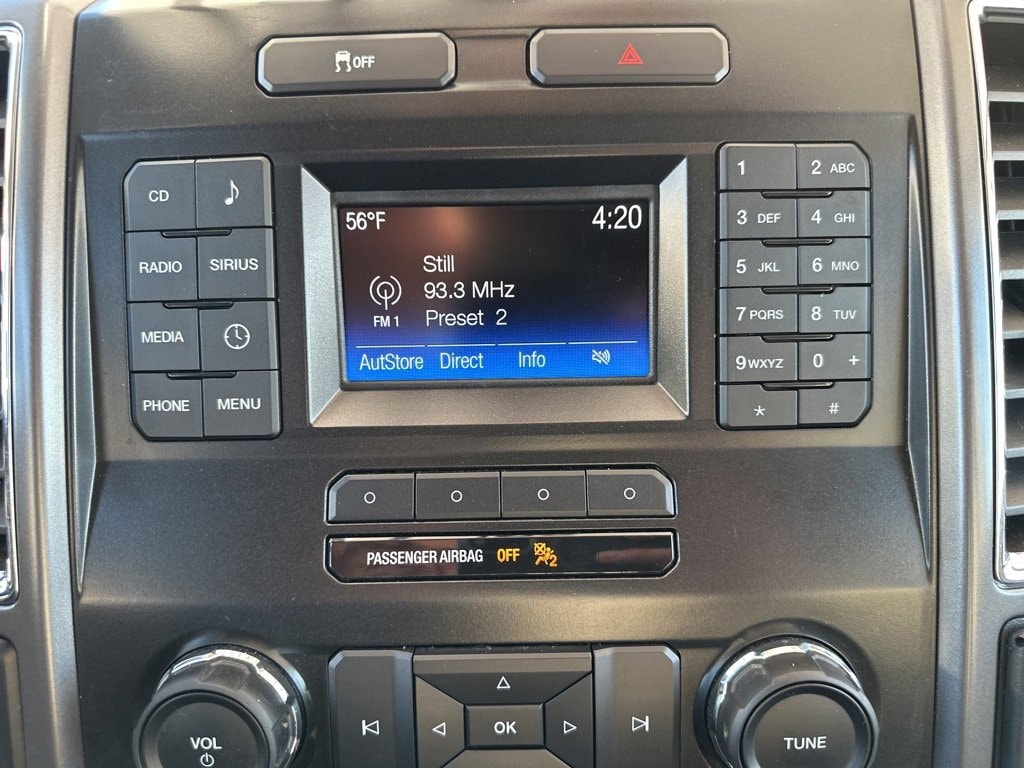 OFF
CD
RADIO SIRIUS
MEDIA
PHONE MENU
56°F 4:20
Still
93.3 MHz
FM 1 Preset 2
AutStore Direct Info
1 2 ABC
3 DEF 4 GHI
5 JKL 6 MNO
7 PQRS 8 TUV
9 WXYZ 0 +
* #
PASSENGER AIRBAG OFF 2
VOL OK TUNE